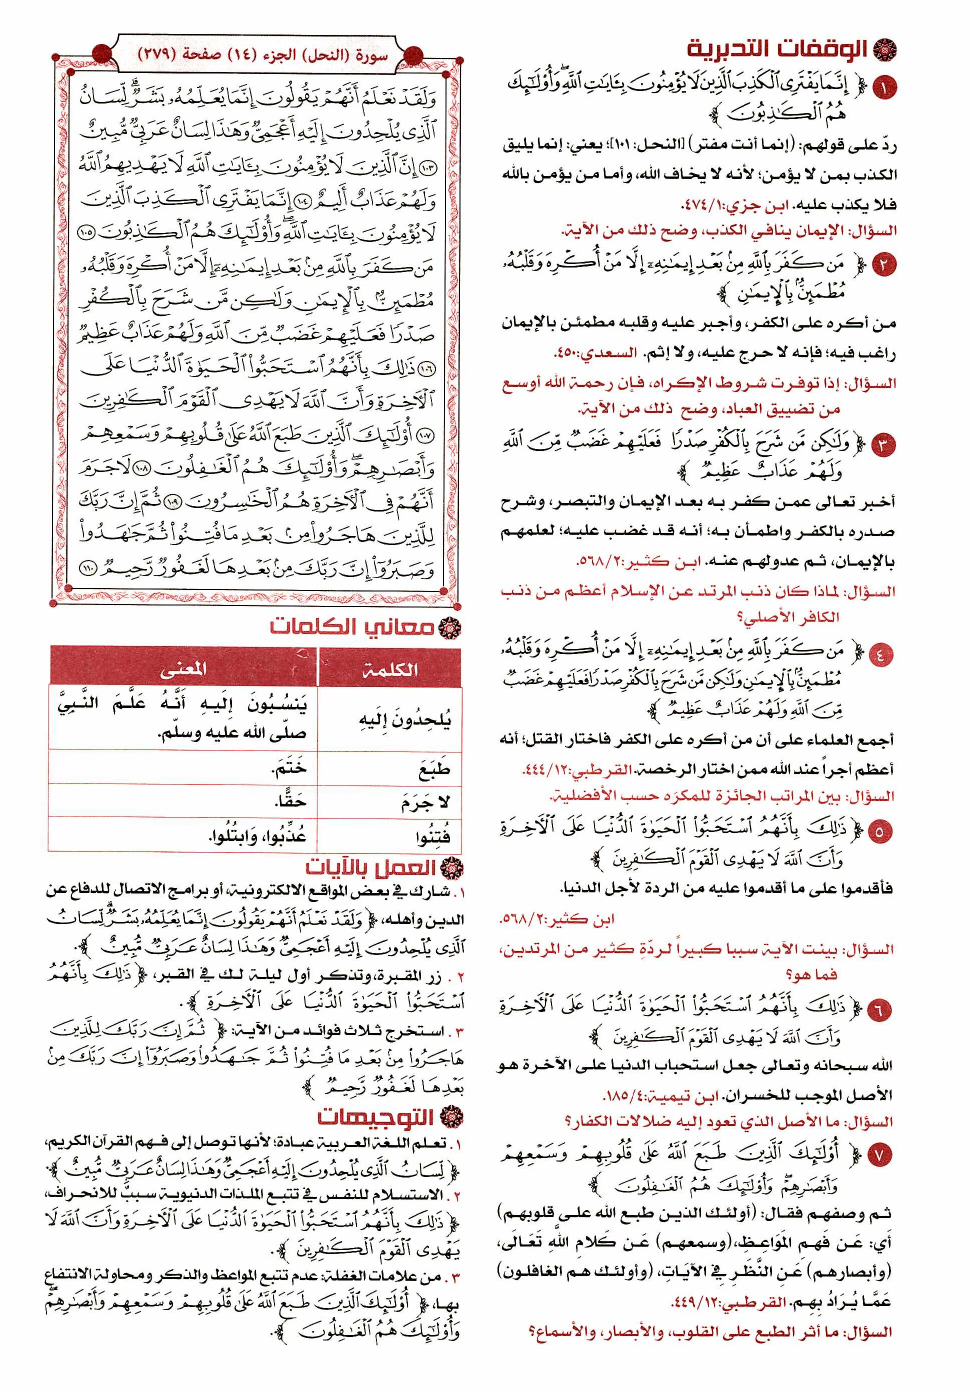 الوقفات التدبرية
١ ﴿ إِنَّمَا يَفْتَرِى ٱلْكَذِبَ ٱلَّذِينَ لَا يُؤْمِنُونَ بِـَٔايَـٰتِ ٱللَّهِ ۖ وَأُو۟لَـٰٓئِكَ
هُمُ ٱلْكَـٰذِبُونَ ﴾
ردّ على قولهم: (إنما أنت مفتر) [النحل: ١٠١]؛ يعني: إنما يليق
الكذب بمن لا يؤمن؛ لأنه لا يخاف الله، وأما من يؤمن بالله
فلا يكذب عليه. ابن جزي:٤٧٤/١.
السؤال: الإيمان ينافي الكذب، وضح ذلك من الآية.
٢ ﴿ مَن كَفَرَ بِٱللَّهِ مِنۢ بَعْدِ إِيمَـٰنِهِۦٓ إِلَّا مَنْ أُكْرِهَ وَقَلْبُهُۥ
مُطْمَئِنٌّۢ بِٱلْإِيمَـٰنِ ﴾
من أكره على الكفر، وأجبر عليه وقلبه مطمئن بالإيمان
راغب فيه؛ فإنه لا حرج عليه، ولا إثم. السعدي:٤٥٠.
السؤال: إذا توفرت شروط الإكراه، فإن رحمة الله أوسع
من تضييق العباد، وضح ذلك من الآية.
٣ ﴿ وَلَـٰكِن مَّن شَرَحَ بِٱلْكُفْرِ صَدْرًا فَعَلَيْهِمْ غَضَبٌ مِّنَ ٱللَّهِ
وَلَهُمْ عَذَابٌ عَظِيمٌ ﴾
أخبر تعالى عمن كفر به بعد الإيمان والتبصر، وشرح
صدره بالكفر واطمأن به؛ أنه قد غضب عليه؛ لعلمهم
بالإيمان، ثم عدولهم عنه. ابن كثير:٥٦٨/٢.
السؤال: لماذا كان ذنب المرتد عن الإسلام أعظم من ذنب
الكافر الأصلي؟
٤ ﴿ مَن كَفَرَ بِٱللَّهِ مِنۢ بَعْدِ إِيمَـٰنِهِۦٓ إِلَّا مَنْ أُكْرِهَ وَقَلْبُهُۥ
مُطْمَئِنٌّۢ بِٱلْإِيمَـٰنِ وَلَـٰكِن مَّن شَرَحَ بِٱلْكُفْرِ صَدْرًا فَعَلَيْهِمْ غَضَبٌ
مِّنَ ٱللَّهِ وَلَهُمْ عَذَابٌ عَظِيمٌ ﴾
أجمع العلماء على أن من أكره على الكفر فاختار القتل؛ أنه
أعظم أجراً عند الله ممن اختار الرخصة. القرطبي:٤٤٤/١٢.
السؤال: بين المراتب الجائزة للمكرَه حسب الأفضلية.
٥ ﴿ ذَٰلِكَ بِأَنَّهُمُ ٱسْتَحَبُّوا۟ ٱلْحَيَوٰةَ ٱلدُّنْيَا عَلَى ٱلْـَٔاخِرَةِ
وَأَنَّ ٱللَّهَ لَا يَهْدِى ٱلْقَوْمَ ٱلْكَـٰفِرِينَ ﴾
فأقدموا على ما أقدموا عليه من الردة لأجل الدنيا.
ابن كثير:٥٦٨/٢.
السؤال: بينت الآية سببا كبيراً لردّةِ كثير من المرتدين،
فما هو؟
٦ ﴿ ذَٰلِكَ بِأَنَّهُمُ ٱسْتَحَبُّوا۟ ٱلْحَيَوٰةَ ٱلدُّنْيَا عَلَى ٱلْـَٔاخِرَةِ
وَأَنَّ ٱللَّهَ لَا يَهْدِى ٱلْقَوْمَ ٱلْكَـٰفِرِينَ ﴾
الله سبحانه وتعالى جعل استحباب الدنيا على الآخرة هو
الأصل الموجب للخسران. ابن تيمية:١٨٥/٤.
السؤال: ما الأصل الذي تعود إليه ضلالات الكفار؟
٧ ﴿ أُو۟لَـٰٓئِكَ ٱلَّذِينَ طَبَعَ ٱللَّهُ عَلَىٰ قُلُوبِهِمْ وَسَمْعِهِمْ
وَأَبْصَـٰرِهِمْ ۖ وَأُو۟لَـٰٓئِكَ هُمُ ٱلْغَـٰفِلُونَ ﴾
ثم وصفهم فقال: (أولئك الذين طبع الله على قلوبهم)
أي: عَن فَهمِ المَوَاعِظِ، (وسمعهم) عَن كَلَامِ اللَّهِ تَعَالَى،
(وأبصارهم) عَنِ النَّظَرِ في الآيَاتِ، (وأولئك هم الغافلون)
عَمَّا يُرَادُ بِهِم. القرطبي:٤٤٩/١٢.
السؤال: ما أثر الطبع على القلوب، والأبصار، والأسماع؟
سورة (النحل) الجزء (١٤) صفحة (٢٧٩)
وَلَقَدْ نَعْلَمُ أَنَّهُمْ يَقُولُونَ إِنَّمَا يُعَلِّمُهُۥ بَشَرٌ ۗ لِّسَانُ
ٱلَّذِى يُلْحِدُونَ إِلَيْهِ أَعْجَمِىٌّ وَهَـٰذَا لِسَانٌ عَرَبِىٌّ مُّبِينٌ
١٠٣ إِنَّ ٱلَّذِينَ لَا يُؤْمِنُونَ بِـَٔايَـٰتِ ٱللَّهِ لَا يَهْدِيهِمُ ٱللَّهُ
وَلَهُمْ عَذَابٌ أَلِيمٌ ١٠٤ إِنَّمَا يَفْتَرِى ٱلْكَذِبَ ٱلَّذِينَ
لَا يُؤْمِنُونَ بِـَٔايَـٰتِ ٱللَّهِ ۖ وَأُو۟لَـٰٓئِكَ هُمُ ٱلْكَـٰذِبُونَ ١٠٥
مَن كَفَرَ بِٱللَّهِ مِنۢ بَعْدِ إِيمَـٰنِهِۦٓ إِلَّا مَنْ أُكْرِهَ وَقَلْبُهُۥ
مُطْمَئِنٌّۢ بِٱلْإِيمَـٰنِ وَلَـٰكِن مَّن شَرَحَ بِٱلْكُفْرِ
صَدْرًا فَعَلَيْهِمْ غَضَبٌ مِّنَ ٱللَّهِ وَلَهُمْ عَذَابٌ عَظِيمٌ
١٠٦ ذَٰلِكَ بِأَنَّهُمُ ٱسْتَحَبُّوا۟ ٱلْحَيَوٰةَ ٱلدُّنْيَا عَلَى
ٱلْـَٔاخِرَةِ وَأَنَّ ٱللَّهَ لَا يَهْدِى ٱلْقَوْمَ ٱلْكَـٰفِرِينَ
١٠٧ أُو۟لَـٰٓئِكَ ٱلَّذِينَ طَبَعَ ٱللَّهُ عَلَىٰ قُلُوبِهِمْ وَسَمْعِهِمْ
وَأَبْصَـٰرِهِمْ ۖ وَأُو۟لَـٰٓئِكَ هُمُ ٱلْغَـٰفِلُونَ ١٠٨ لَا جَرَمَ
أَنَّهُمْ فِى ٱلْـَٔاخِرَةِ هُمُ ٱلْخَـٰسِرُونَ ١٠٩ ثُمَّ إِنَّ رَبَّكَ
لِلَّذِينَ هَاجَرُوا۟ مِنۢ بَعْدِ مَا فُتِنُوا۟ ثُمَّ جَـٰهَدُوا۟
وَصَبَرُوٓا۟ إِنَّ رَبَّكَ مِنۢ بَعْدِهَا لَغَفُورٌ رَّحِيمٌ ١١٠
معاني الكلمات
الكلمة المعنى
يُلْحِدُونَ إِلَيهِ يَنسُبُونَ إِلَيهِ أَنَّهُ عَلَّمَ النَّبِيَّ
صلّى الله عليه وسلّم.
طَبَعَ خَتَمَ.
لا جَرَمَ حَقًّا.
فُتِنُوا عُذِّبُوا، وَابتُلُوا.
العمل بالآيات
١. شارك في بعض المواقع الالكترونية، أو برامج الاتصال للدفاع عن
الدين وأهله، ﴿ وَلَقَدْ نَعْلَمُ أَنَّهُمْ يَقُولُونَ إِنَّمَا يُعَلِّمُهُۥ بَشَرٌ ۗ لِّسَانُ
ٱلَّذِى يُلْحِدُونَ إِلَيْهِ أَعْجَمِىٌّ وَهَـٰذَا لِسَانٌ عَرَبِىٌّ مُّبِينٌ ﴾.
٢. زر المقبرة، وتذكر أول ليلة لك في القبر، ﴿ ذَٰلِكَ بِأَنَّهُمُ
ٱسْتَحَبُّوا۟ ٱلْحَيَوٰةَ ٱلدُّنْيَا عَلَى ٱلْـَٔاخِرَةِ ﴾.
٣. استخرج ثلاث فوائد من الآية: ﴿ ثُمَّ إِنَّ رَبَّكَ لِلَّذِينَ
هَاجَرُوا۟ مِنۢ بَعْدِ مَا فُتِنُوا۟ ثُمَّ جَـٰهَدُوا۟ وَصَبَرُوٓا۟ إِنَّ رَبَّكَ مِنۢ
بَعْدِهَا لَغَفُورٌ رَّحِيمٌ ﴾
التوجيهات
١. تعلم اللغة العربية عبادة؛ لأنها توصل إلى فهم القرآن الكريم،
﴿ لِّسَانُ ٱلَّذِى يُلْحِدُونَ إِلَيْهِ أَعْجَمِىٌّ وَهَـٰذَا لِسَانٌ عَرَبِىٌّ مُّبِينٌ ﴾.
٢. الاستسلام للنفس في تتبع الملذات الدنيوية سببٌ للانحراف،
﴿ ذَٰلِكَ بِأَنَّهُمُ ٱسْتَحَبُّوا۟ ٱلْحَيَوٰةَ ٱلدُّنْيَا عَلَى ٱلْـَٔاخِرَةِ وَأَنَّ ٱللَّهَ لَا
يَهْدِى ٱلْقَوْمَ ٱلْكَـٰفِرِينَ ﴾.
٣. من علامات الغفلة: عدم تتبع المواعظ والذكر ومحاولة الانتفاع
بها، ﴿ أُو۟لَـٰٓئِكَ ٱلَّذِينَ طَبَعَ ٱللَّهُ عَلَىٰ قُلُوبِهِمْ وَسَمْعِهِمْ وَأَبْصَـٰرِهِمْ ۖ
وَأُو۟لَـٰٓئِكَ هُمُ ٱلْغَـٰفِلُونَ ﴾.